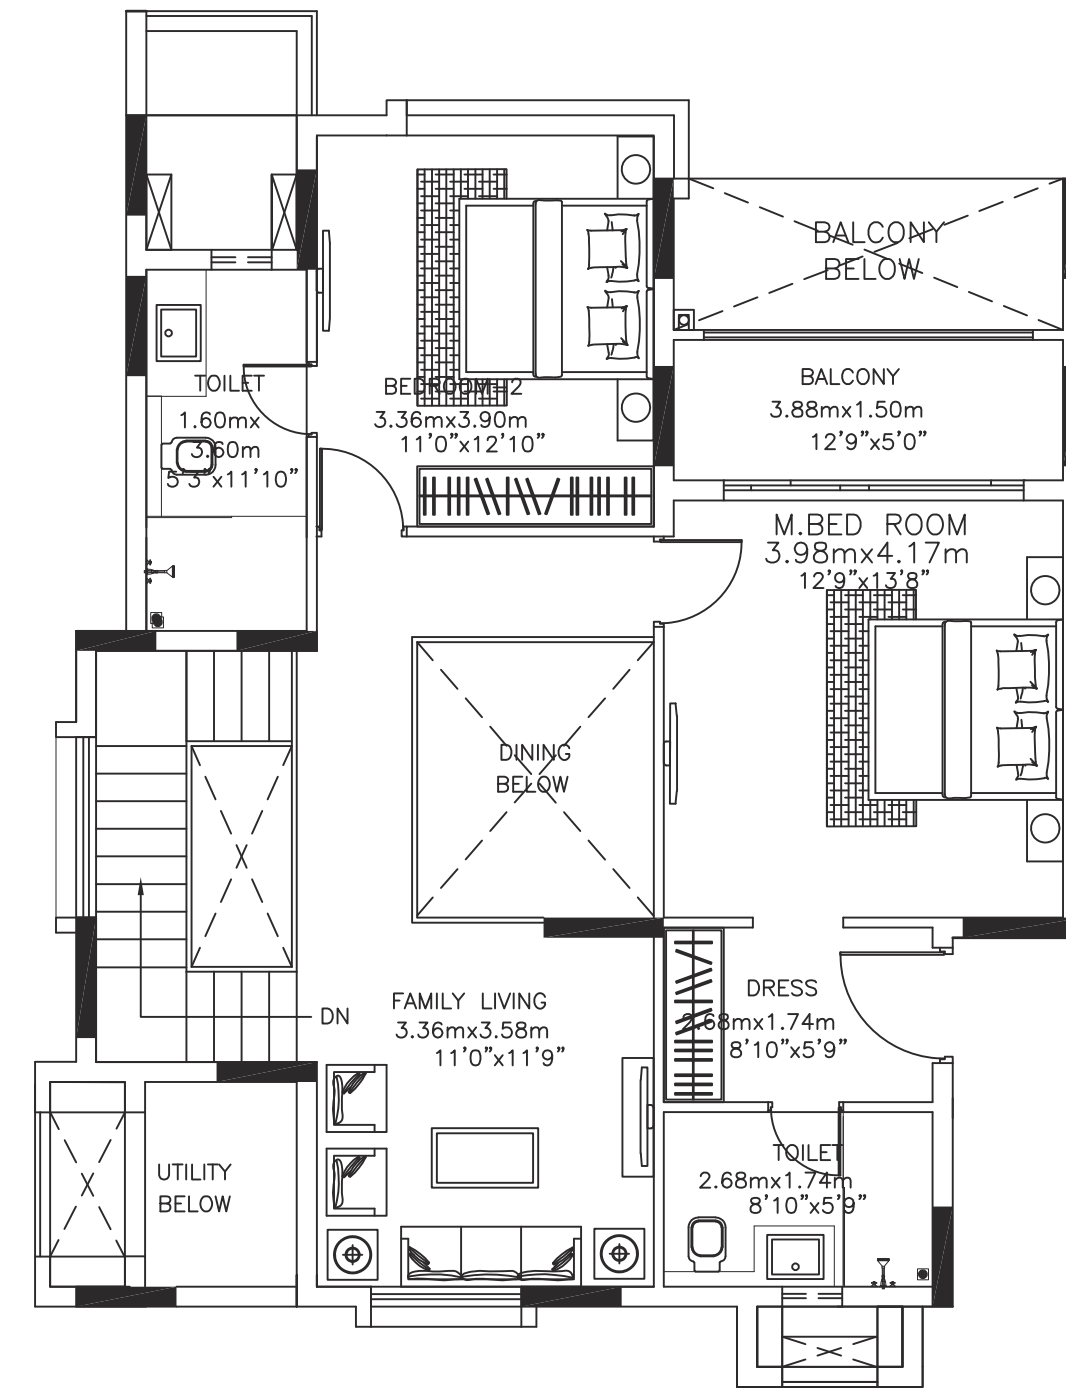 BALCONY
BELOW
TOILET
1.60mx
3.60m
5'3"x11'10"
BEDROOM-2
3.36mx3.90m
11'0"x12'10"
BALCONY
3.88mx1.50m
12'9"x5'0"
M.BED ROOM
3.98mx4.17m
12'9"x13'8"
DINING
BELOW
DN
FAMILY LIVING
3.36mx3.58m
11'0"x11'9"
DRESS
2.68mx1.74m
8'10"x5'9"
UTILITY
BELOW
TOILET
2.68mx1.74m
8'10"x5'9"